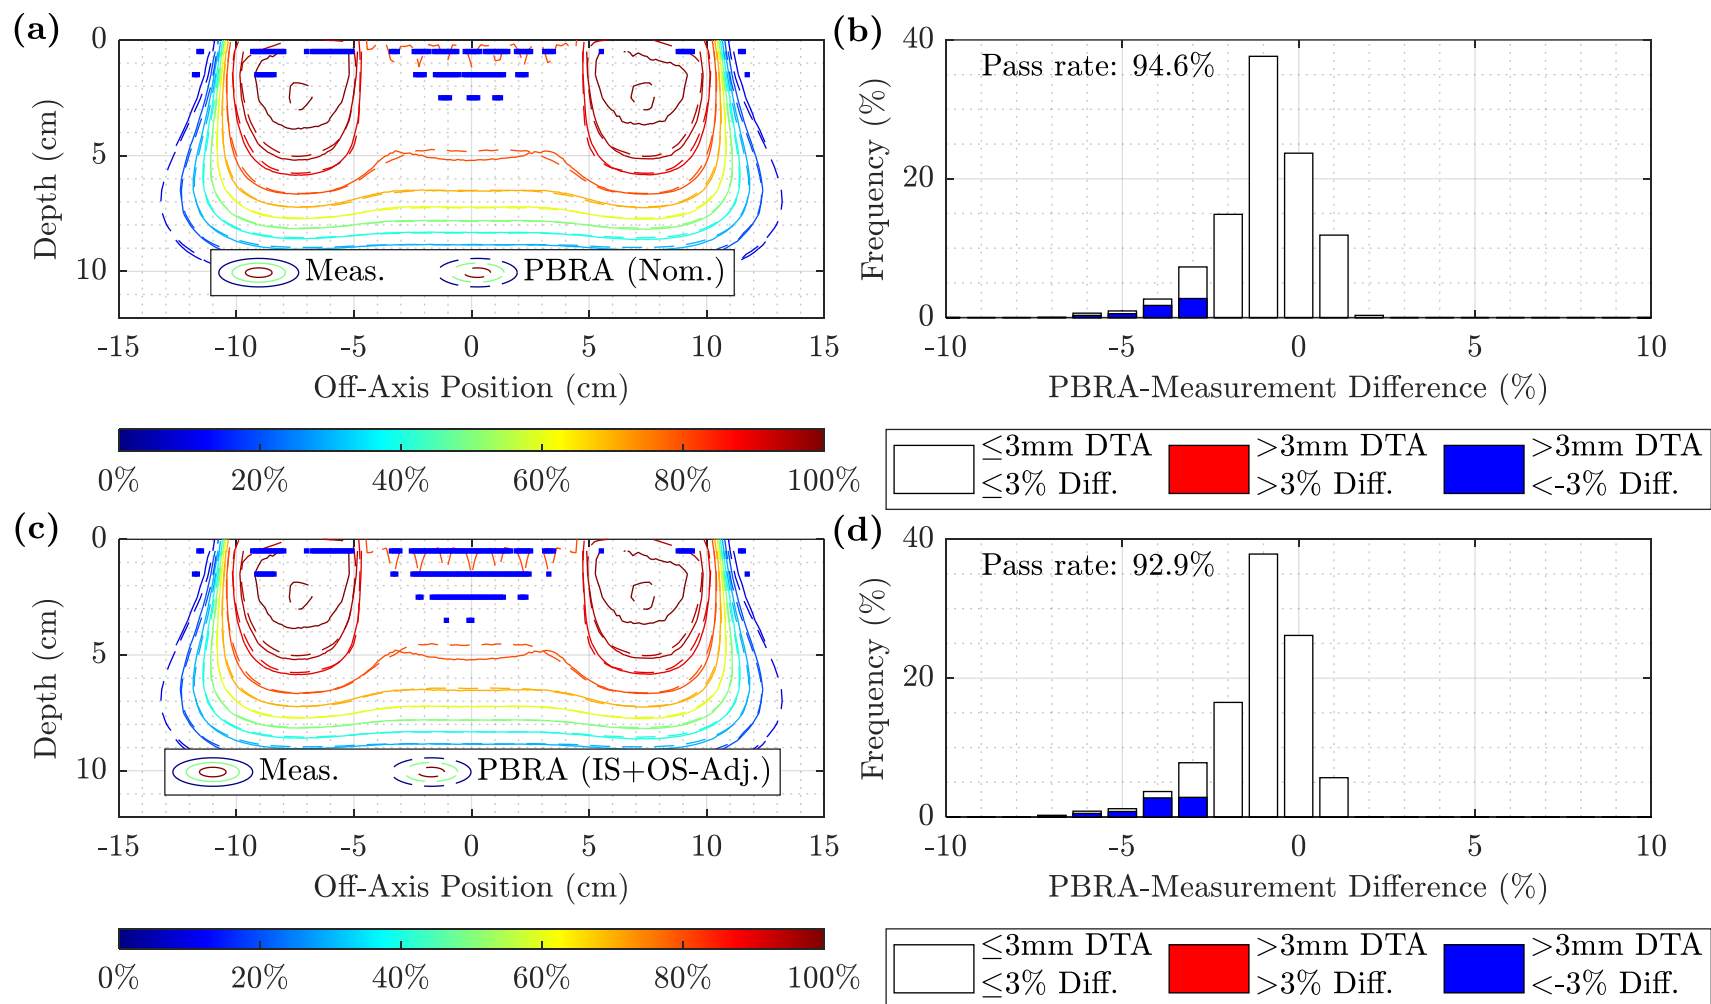 (a)
0
5
10
Depth (cm)
Meas.
PBRA (Nom.)
-15 -10 -5 0 5 10 15
Off-Axis Position (cm)
0% 20% 40% 60% 80% 100%
(b)
40
20
0
Frequency (%)
Pass rate: 94.6%
-10 -5 0 5 10
PBRA-Measurement Difference (%)
≤3mm DTA >3mm DTA >3mm DTA
≤3% Diff. >3% Diff. <-3% Diff.
(c)
0
5
10
Depth (cm)
Meas.
PBRA (IS+OS-Adj.)
-15 -10 -5 0 5 10 15
Off-Axis Position (cm)
0% 20% 40% 60% 80% 100%
(d)
40
20
0
Frequency (%)
Pass rate: 92.9%
-10 -5 0 5 10
PBRA-Measurement Difference (%)
≤3mm DTA >3mm DTA >3mm DTA
≤3% Diff. >3% Diff. <-3% Diff.